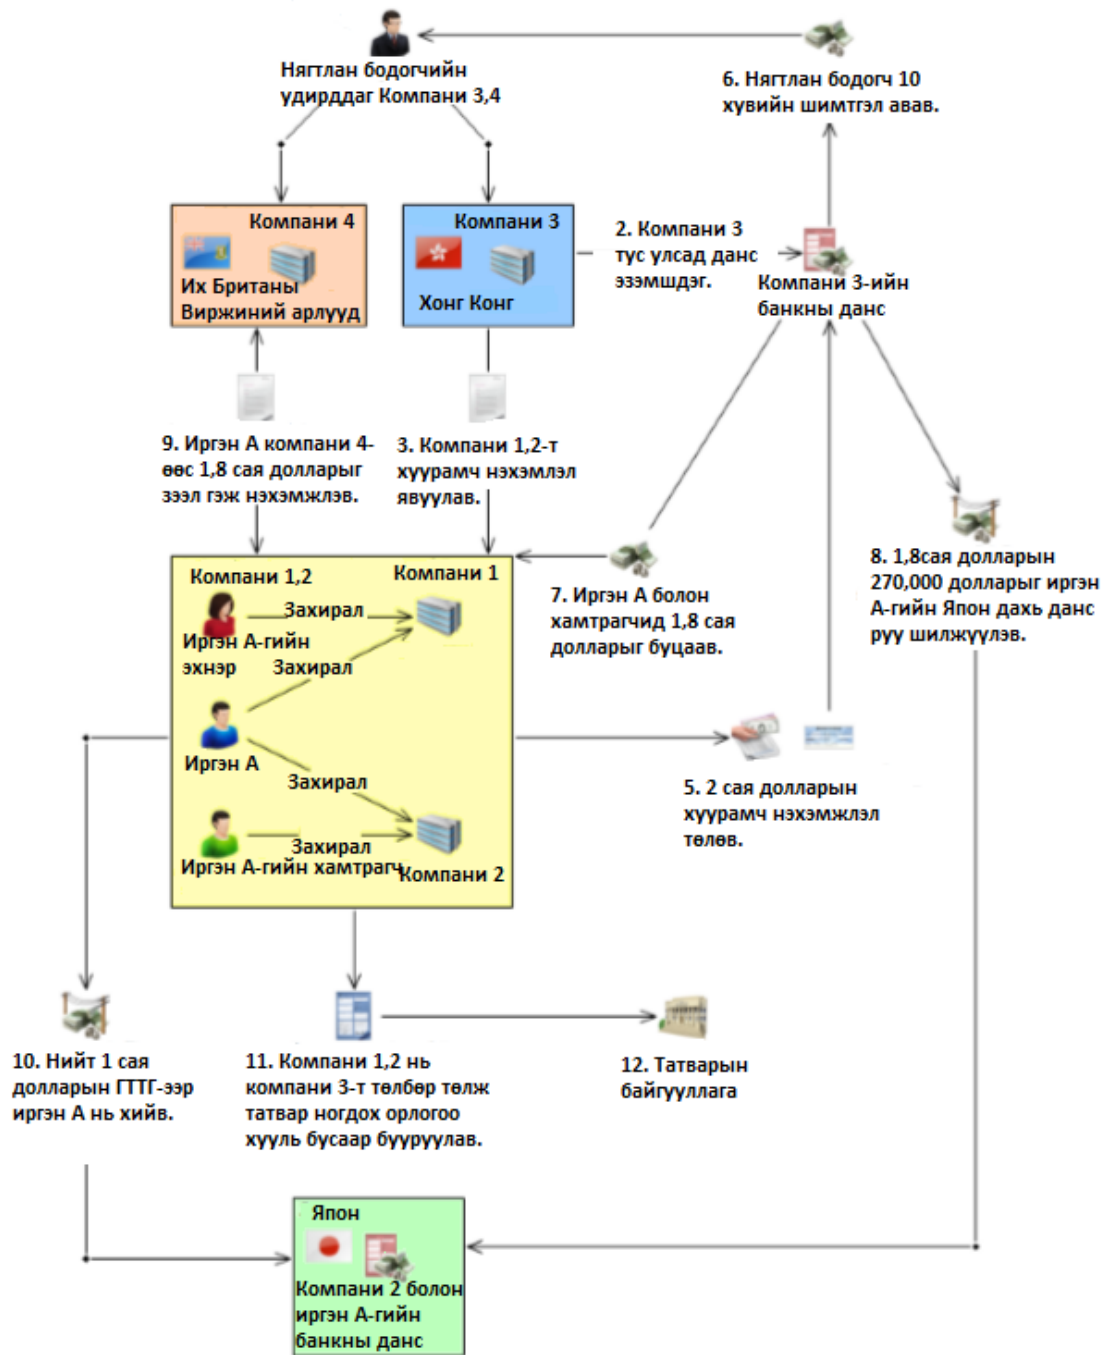 Нягтлан бодогчийн
удирддаг Компани 3,4
6. Нягтлан бодогч 10
хувийн шимтгэл авав.
Компани 4
Их Британы
Виржиний арлууд
Компани 3
Хонг Конг
2. Компани 3
тус улсад данс
эзэмшдэг.
Компани 3-ийн
банкны данс
9. Иргэн А компани 4-
өөс 1,8 сая долларыг
зээл гэж нэхэмжлэв.
3. Компани 1,2-т
хуурамч нэхэмлэл
явуулав.
8. 1,8сая долларын
270,000 долларыг иргэн
А-гийн Япон дахь данс
руу шилжүүлэв.
7. Иргэн А болон
хамтрагчид 1,8 сая
долларыг буцаав.
Компани 1,2
Компани 1
Захирал
Иргэн А-гийн
эхнэр
Захирал
Иргэн А
Захирал
Захирал
Иргэн А-гийн хамтрагч
Компани 2
5. 2 сая долларын
хуурамч нэхэмжлэл
төлөв.
10. Нийт 1 сая
долларын ГТТГ-ээр
иргэн А нь хийв.
11. Компани 1,2 нь
компани 3-т төлбөр төлж
татвар ногдох орлогоо
хууль бусаар бууруулав.
12. Татварын
байгууллага
Япон
Компани 2 болон
иргэн А-гийн
банкны данс